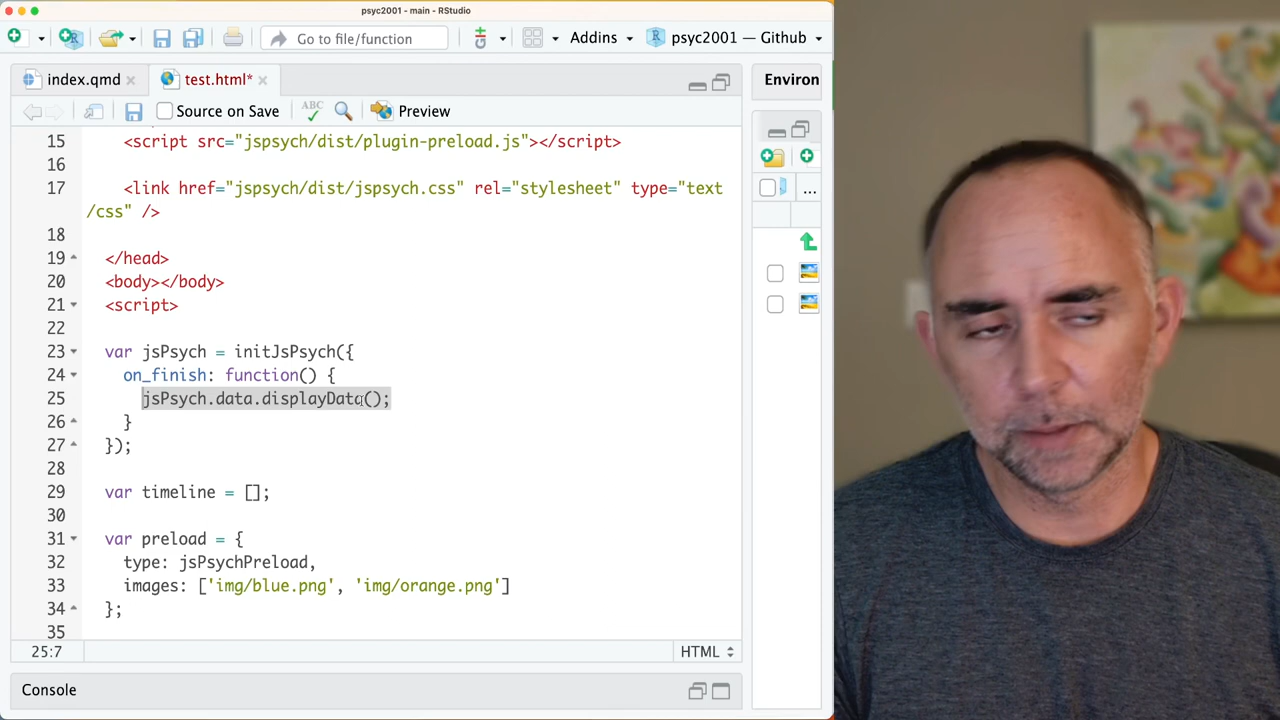 psyc2001 - main - RStudio
Go to file/function
Addins
psyc2001 — Github
index.qmd
test.html*
Environ
Source on Save
ABC
Preview
15 <script src="jspsych/dist/plugin-preload.js"></script>
16
17 <link href="jspsych/dist/jspsych.css" rel="stylesheet" type="text
/css" />
18
19 </head>
20 <body></body>
21 <script>
22
23 var jsPsych = initJsPsych({
24 on_finish: function() {
25 jsPsych.data.displayData();
26 }
27 });
28
29 var timeline = [];
30
31 var preload = {
32 type: jsPsychPreload,
33 images: ['img/blue.png', 'img/orange.png']
34 };
35
...
25:7
HTML
Console